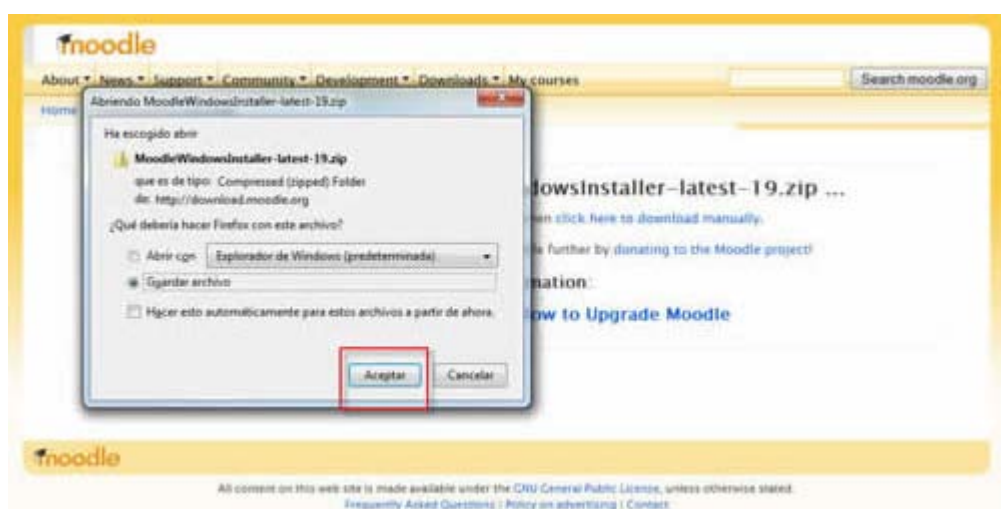 moodle
About News Support Community Development Downloads My courses
Search moodle.org
Home
Abriendo MoodleWindowsInstaller-latest-19.zip
Ha escogido abrir
MoodleWindowsInstaller-latest-19.zip
que es de tipo: Compressed (zipped) Folder
de: http://download.moodle.org
¿Qué debería hacer Firefox con este archivo?
Abrir con Explorador de Windows (predeterminada)
Guardar archivo
Hacer esto automáticamente para estos archivos a partir de ahora.
Aceptar Cancelar
dowsInstaller-latest-19.zip ...
click here to download manually.
further by donating to the Moodle project!
mation:
ow to Upgrade Moodle
moodle
All content on this web site is made available under the GNU General Public License, unless otherwise stated.
Frequently Asked Questions | Policy on advertising | Contact